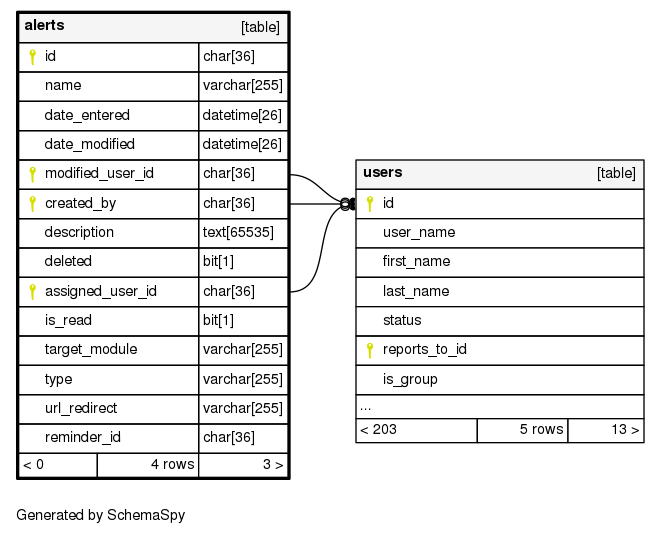 alerts [table]
id char[36]
name varchar[255]
date_entered datetime[26]
date_modified datetime[26]
modified_user_id char[36]
created_by char[36]
description text[65535]
deleted bit[1]
assigned_user_id char[36]
is_read bit[1]
target_module varchar[255]
type varchar[255]
url_redirect varchar[255]
reminder_id char[36]
< 0 4 rows 3 >
users [table]
id
user_name
first_name
last_name
status
reports_to_id
is_group
...
< 203 5 rows 13 >
Generated by SchemaSpy